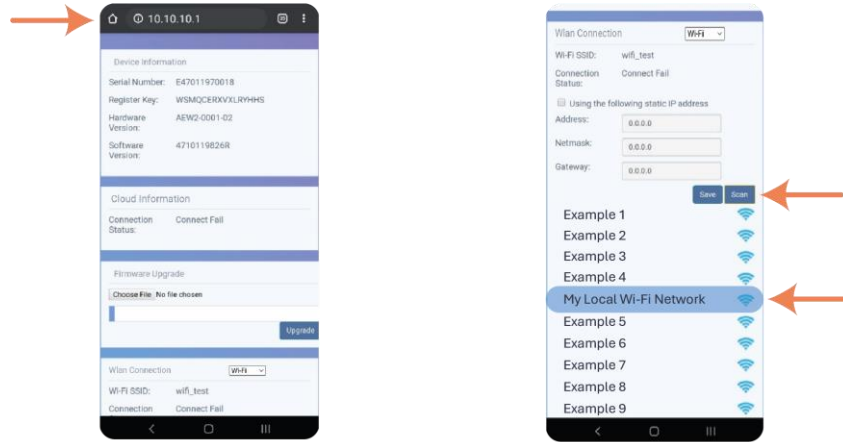 10.10.10.1
Device Information
Serial Number: E47011970018
Register Key: WSMQCERXVXLRYHHS
Hardware Version: AEW2-0001-02
Software Version: 4710119826R
Cloud Information
Connection Status: Connect Fail
Firmware Upgrade
Choose File No file chosen
Upgrade
Wlan Connection Wi-Fi
Wi-Fi SSID: wifi_test
Connection Connect Fail
Wlan Connection Wi-Fi
Wi-Fi SSID: wifi_test
Connection Status: Connect Fail
Using the following static IP address
Address: 0.0.0.0
Netmask: 0.0.0.0
Gateway: 0.0.0.0
Save Scan
Example 1
Example 2
Example 3
Example 4
My Local Wi-Fi Network
Example 5
Example 6
Example 7
Example 8
Example 9